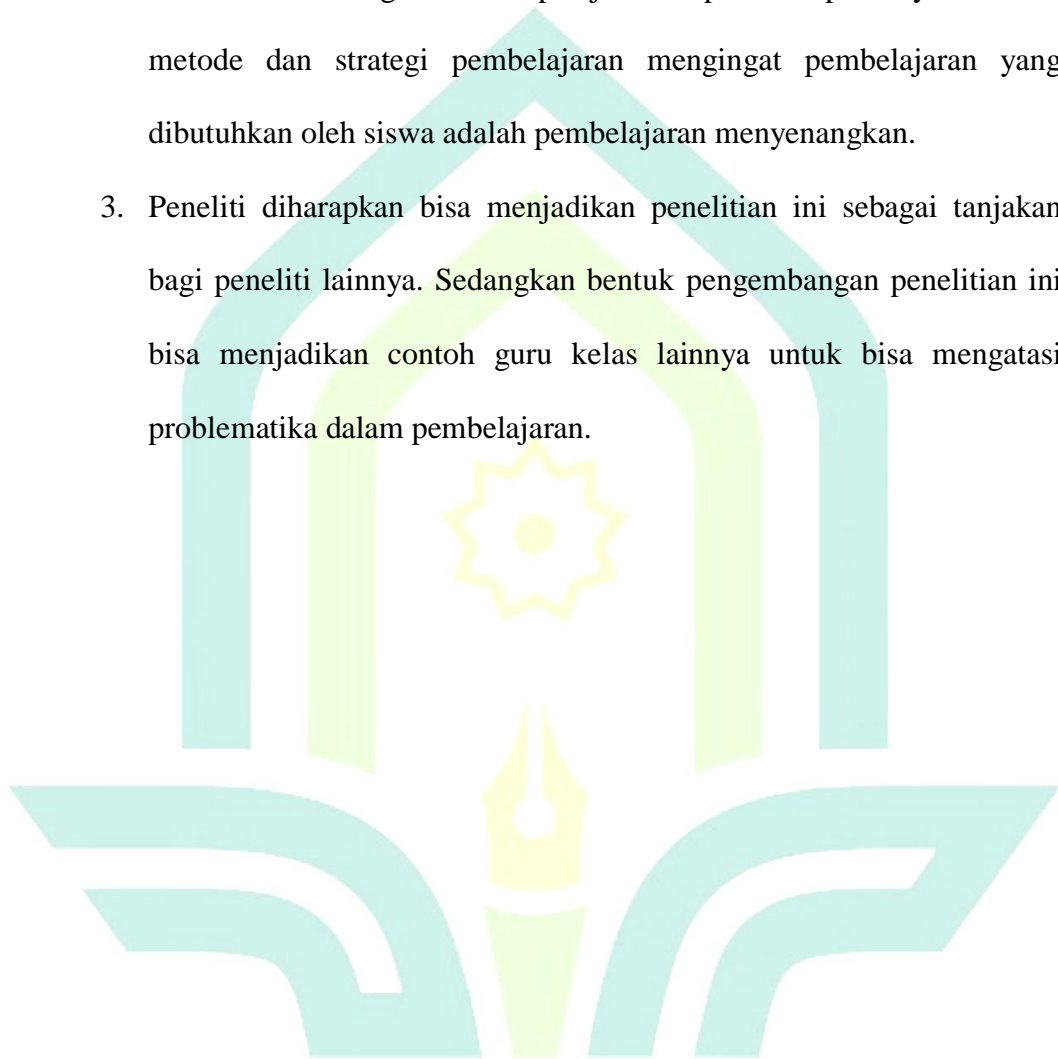 metode dan strategi pembelajaran mengingat pembelajaran yang
dibutuhkan oleh siswa adalah pembelajaran menyenangkan.
3. Peneliti diharapkan bisa menjadikan penelitian ini sebagai tanjakan
bagi peneliti lainnya. Sedangkan bentuk pengembangan penelitian ini
bisa menjadikan contoh guru kelas lainnya untuk bisa mengatasi
problematika dalam pembelajaran.